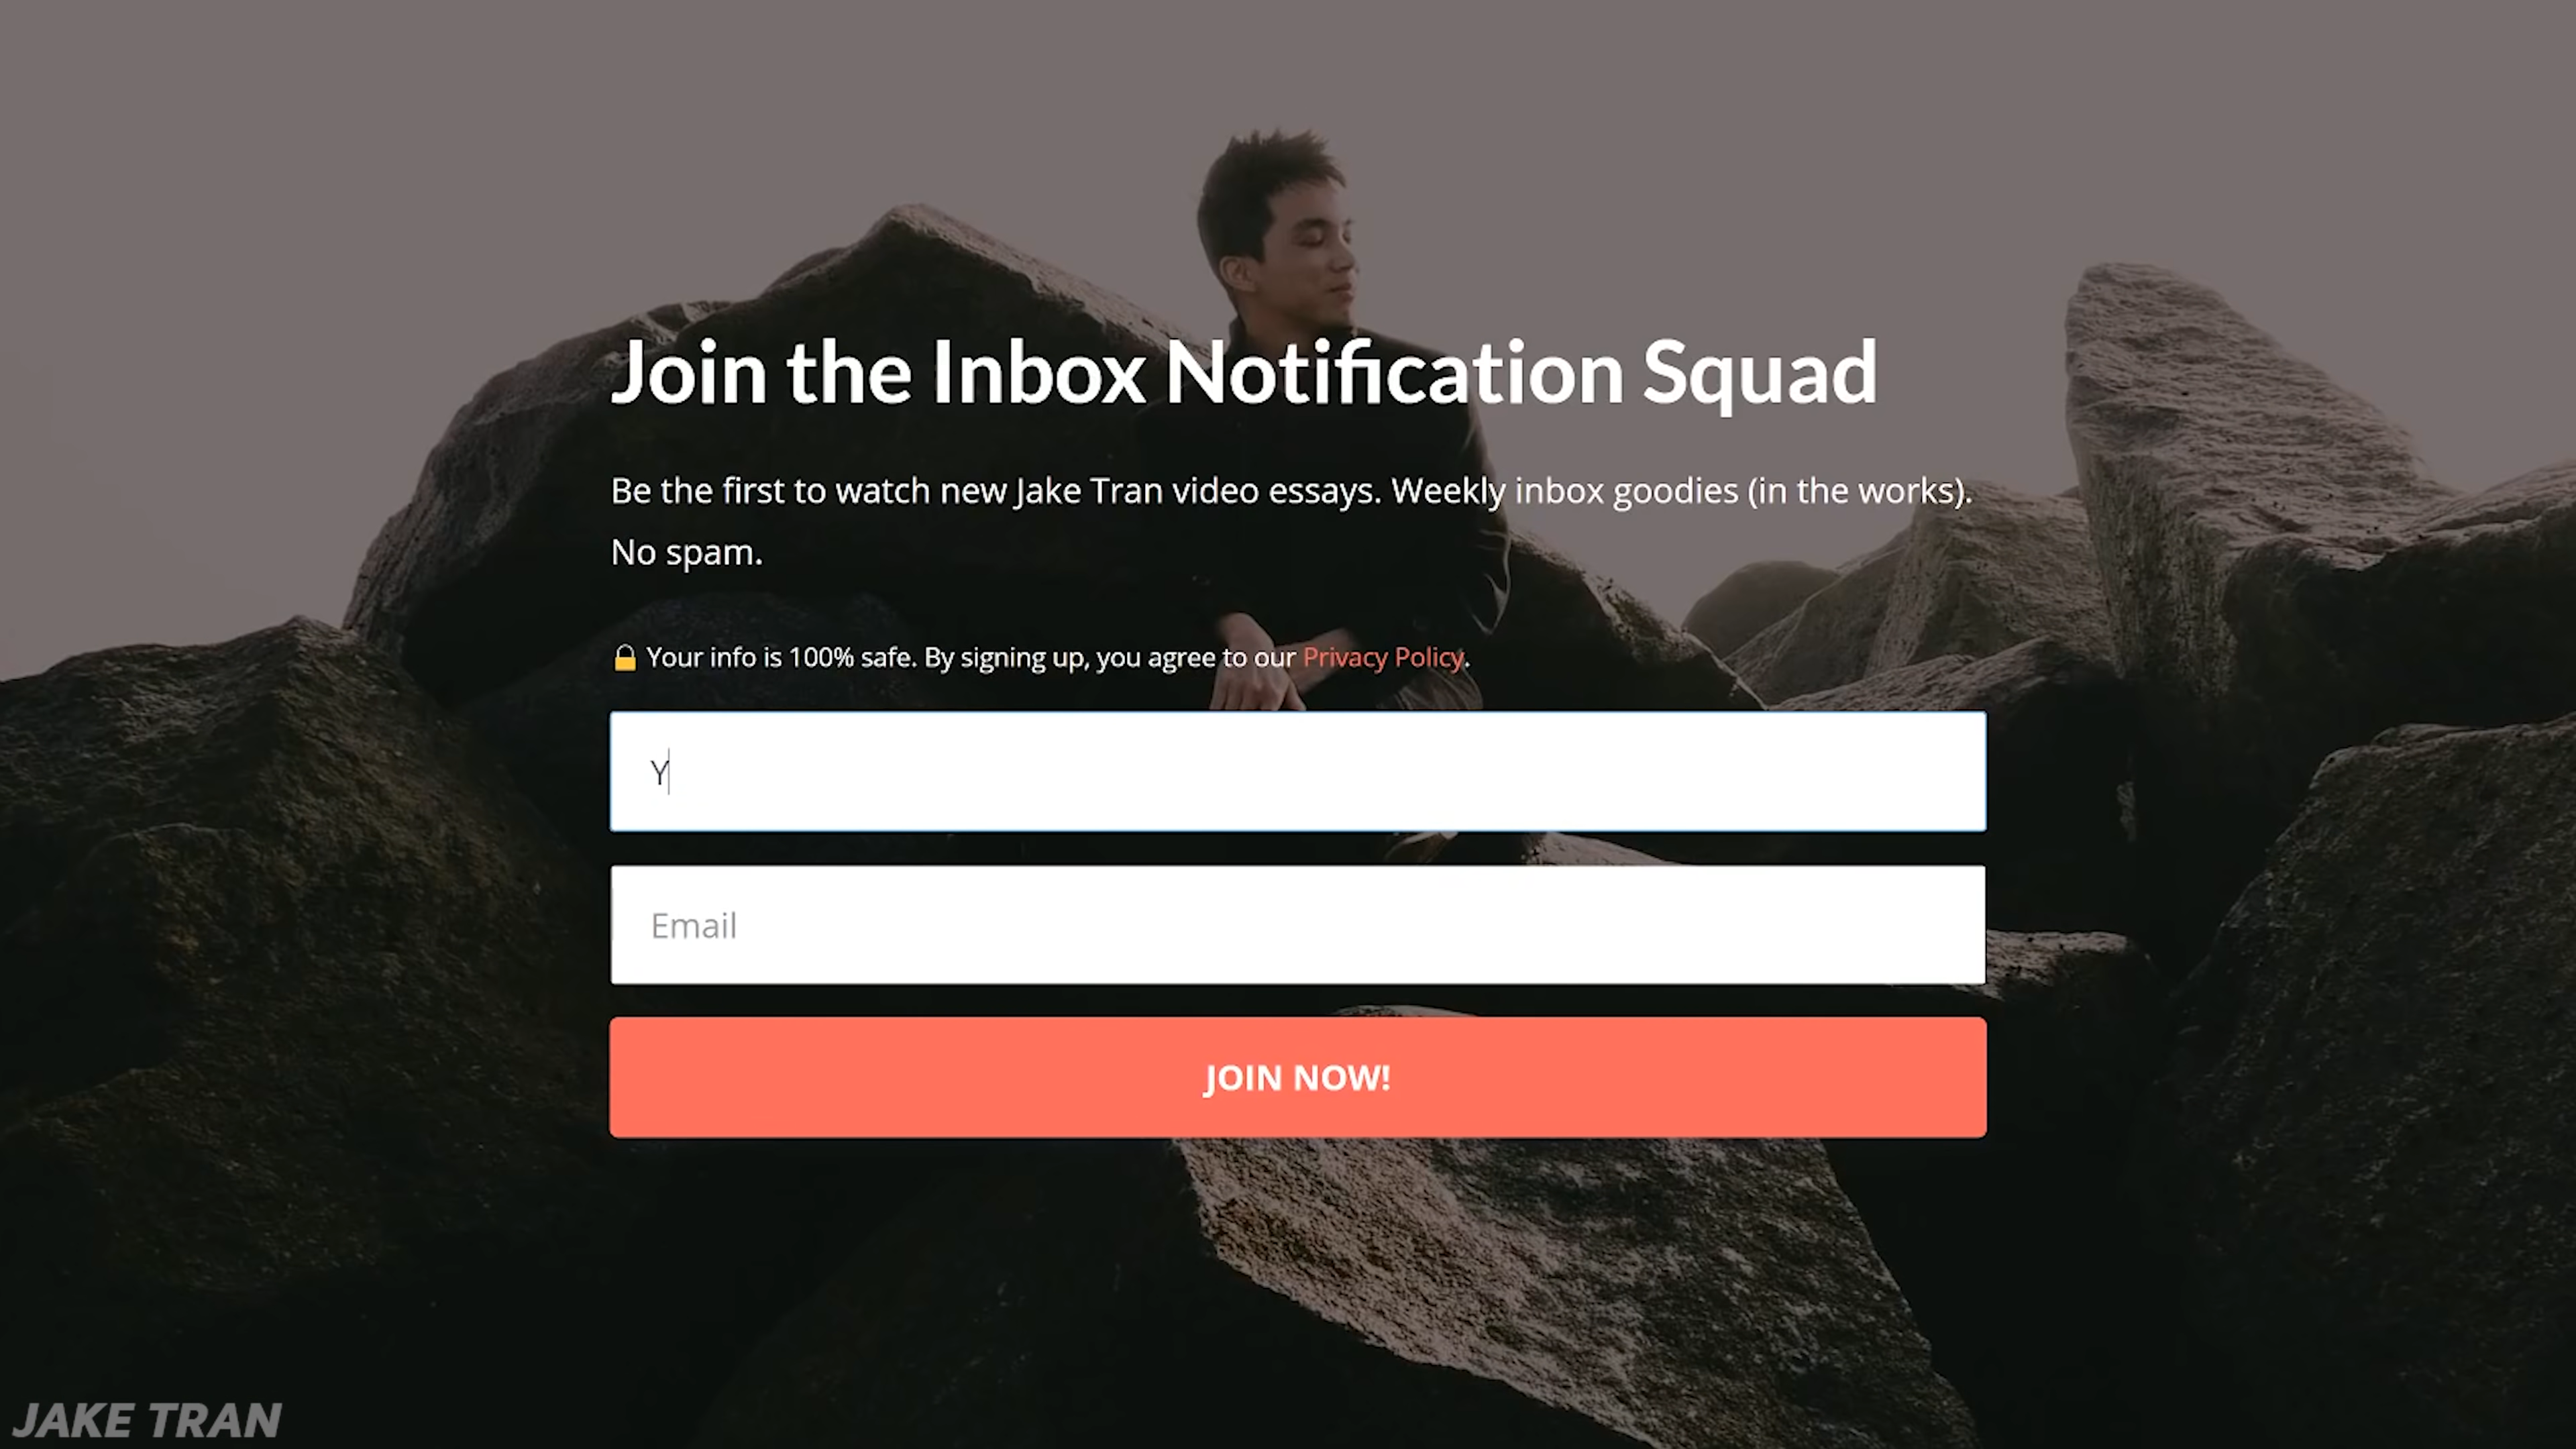 Join the Inbox Notification Squad
Be the first to watch new Jake Tran video essays. Weekly inbox goodies (in the works).
No spam.
🔒 Your info is 100% safe. By signing up, you agree to our Privacy Policy.
Y
Email
JOIN NOW!
JAKE TRAN